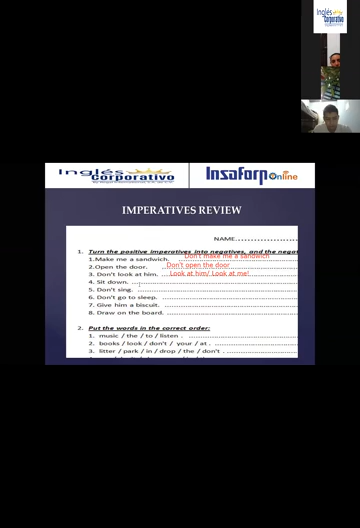 Inglés
Corporativo
Inglés
Corporativo
Insaforp online
IMPERATIVES REVIEW
NAME:....................
1. Turn the positive imperatives into negatives, and the negat
Don't make me a sandwich
1.Make me a sandwich. ....................
Don't open the door
2.Open the door. ....................
3. Don't look at him. ....................
Look at him/ Look at me!
4. Sit down. ....................
5. Don't sing. ....................
6. Don't go to sleep. ....................
7. Give him a biscuit. ....................
8. Draw on the board. ....................
2. Put the words in the correct order:
1. music / the / to / listen . ....................
2. books / look / don't / your / at . ....................
3. litter / park / in / drop / the / don't . ....................